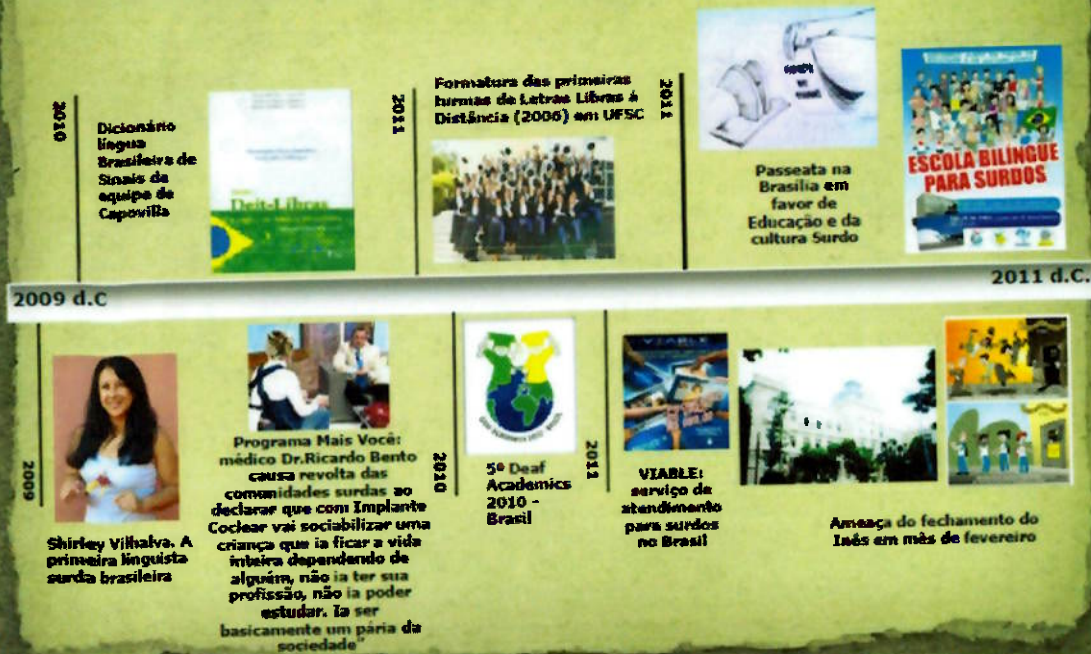 2010
Dicionário
língua
Brasileira de
Sinais da
equipe de
Capovilla
Deit-Libras
2011
Formatura das primeiras
turmas de Letras Libras á
Distância (2006) em UFSC
2011
Passeata na
Brasília em
favor de
Educação e da
cultura Surdo
ESCOLA BILÍNGUE
PARA SURDOS
2009 d.C
2011 d.C.
2009
Shirley Vilhalva. A
primeira linguista
surda brasileira
Programa Mais Você:
médico Dr.Ricardo Bento
causa revolta das
comunidades surdas ao
declarar que com Implante
Coclear vai sociabilizar uma
criança que ia ficar a vida
inteira dependendo de
alguém, não ia ter sua
profissão, não ia poder
estudar. Ia ser
basicamente um pária da
sociedade"
2010
5º Deaf
Academics
2010 -
Brasil
2011
VIABLE
VIABLE:
serviço de
atendimento
para surdos
no Brasil
Ameaça do fechamento do
Inês em mês de fevereiro